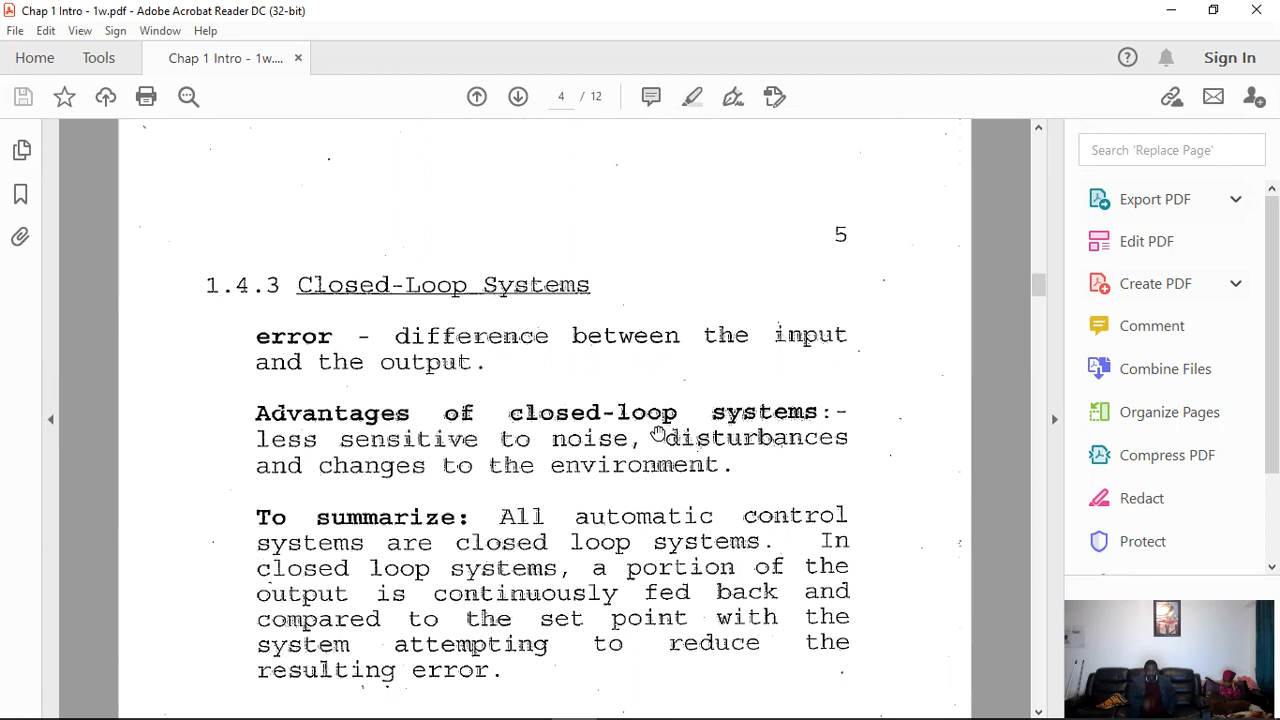 Chap 1 Intro - 1w.pdf - Adobe Acrobat Reader DC (32-bit)
File Edit View Sign Window Help
Home Tools Chap 1 Intro - 1w.... × Sign In
4 / 12
Search 'Replace Page'
Export PDF
Edit PDF
Create PDF
Comment
Combine Files
Organize Pages
Compress PDF
Redact
Protect
5
1.4.3 Closed-Loop Systems
error - difference between the input
and the output.
Advantages of closed-loop systems:-
less sensitive to noise, disturbances
and changes to the environment.
To summarize: All automatic control
systems are closed loop systems. In
closed loop systems, a portion of the
output is continuously fed back and
compared to the set point with the
system attempting to reduce the
resulting error.